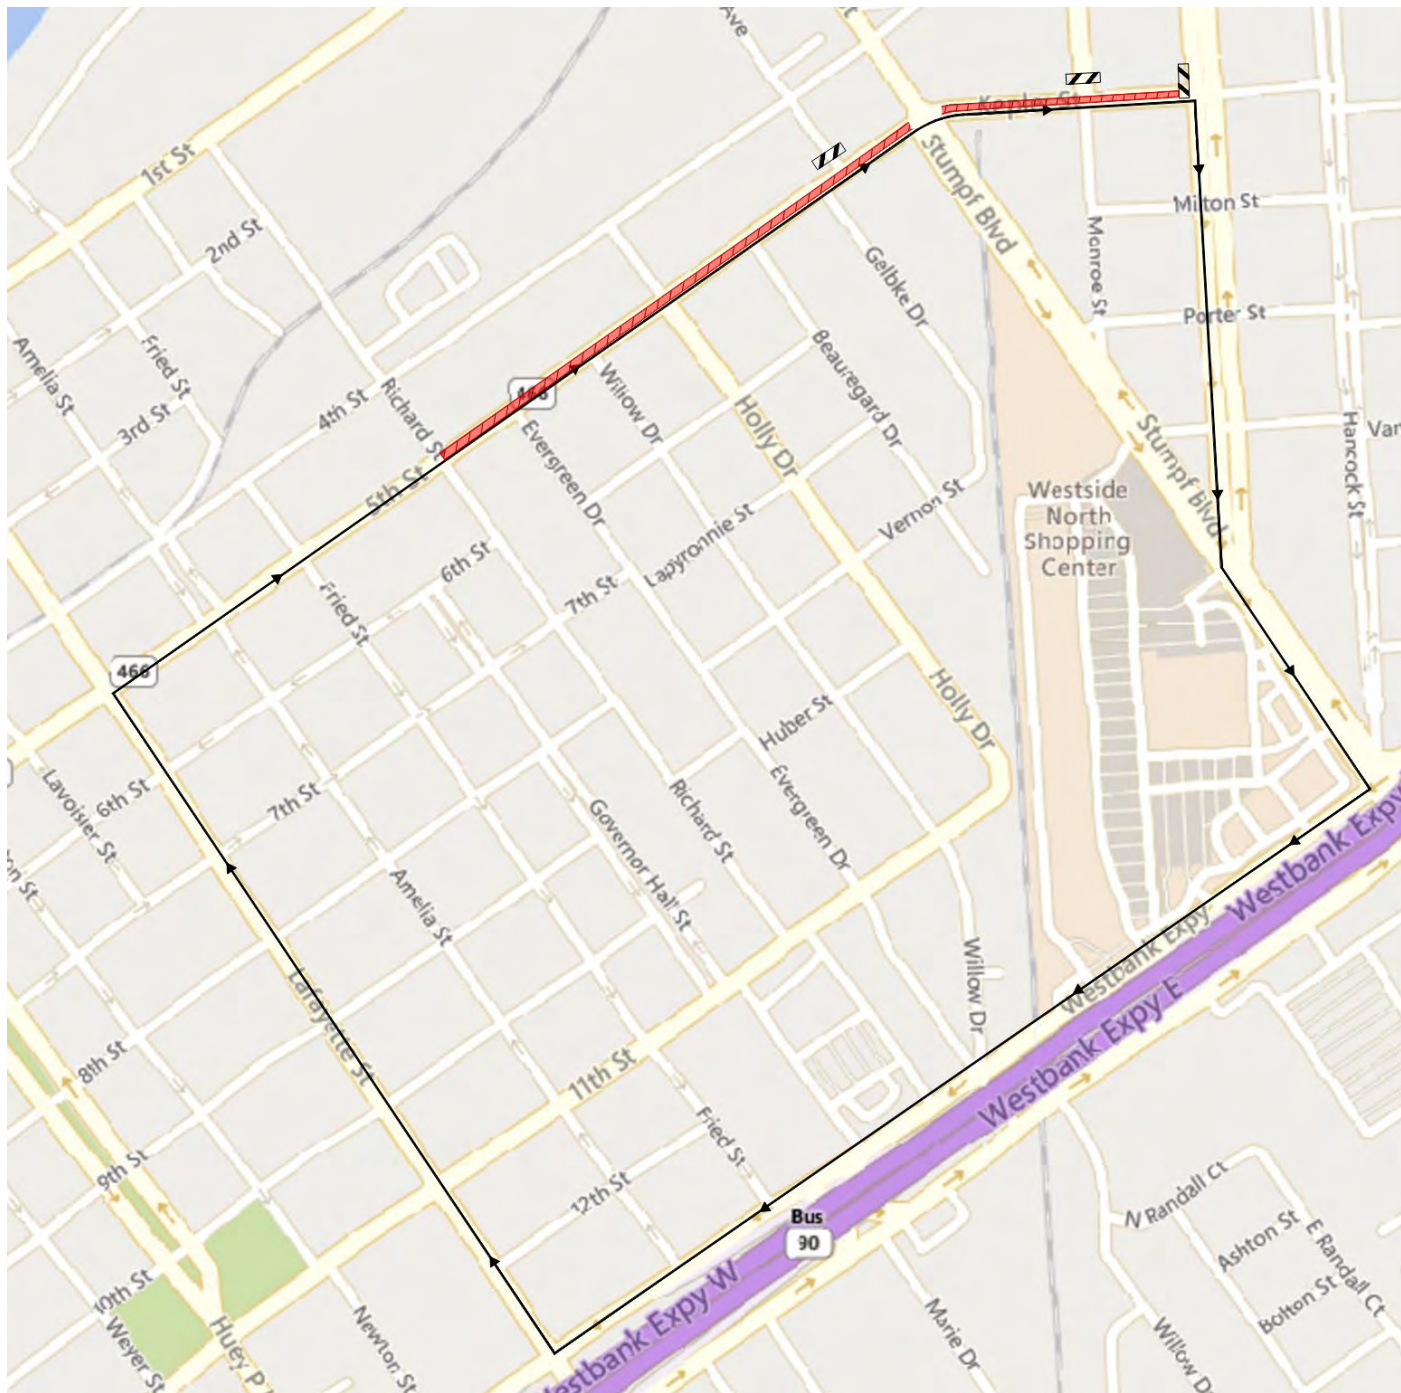 Ave
St
1st St
2nd St
Stumpf Blvd
Milton St
Monroe St
Gelbke Dr
Porter St
Fried St
Amelia St
3rd St
4th St
Richard St
466
Willow Dr
Beauregard Dr
Holly Dr
Evergreen Dr
Stumpf Blvd
Hancock St
Van
5th St
Westside
North
Shopping
Center
Vernon St
Lapyronnie St
6th St
7th St
Fried St
466
Holly Dr
Huber St
6th St
7th St
Lavoisier St
Evergreen Dr
Richard St
Governor Hall St
on St
Amelia St
Westbank Expy
Westbank Expy
Westbank Expy E
Willow Dr
Lafayette St
8th St
11th St
Fried St
9th St
12th St
Bus
90
N Randall Ct
Ashton St
E Randall Ct
Bolton St
10th St
Weyer St
Huey P
Newton St
Westbank Expy W
Marie Dr
Willow D